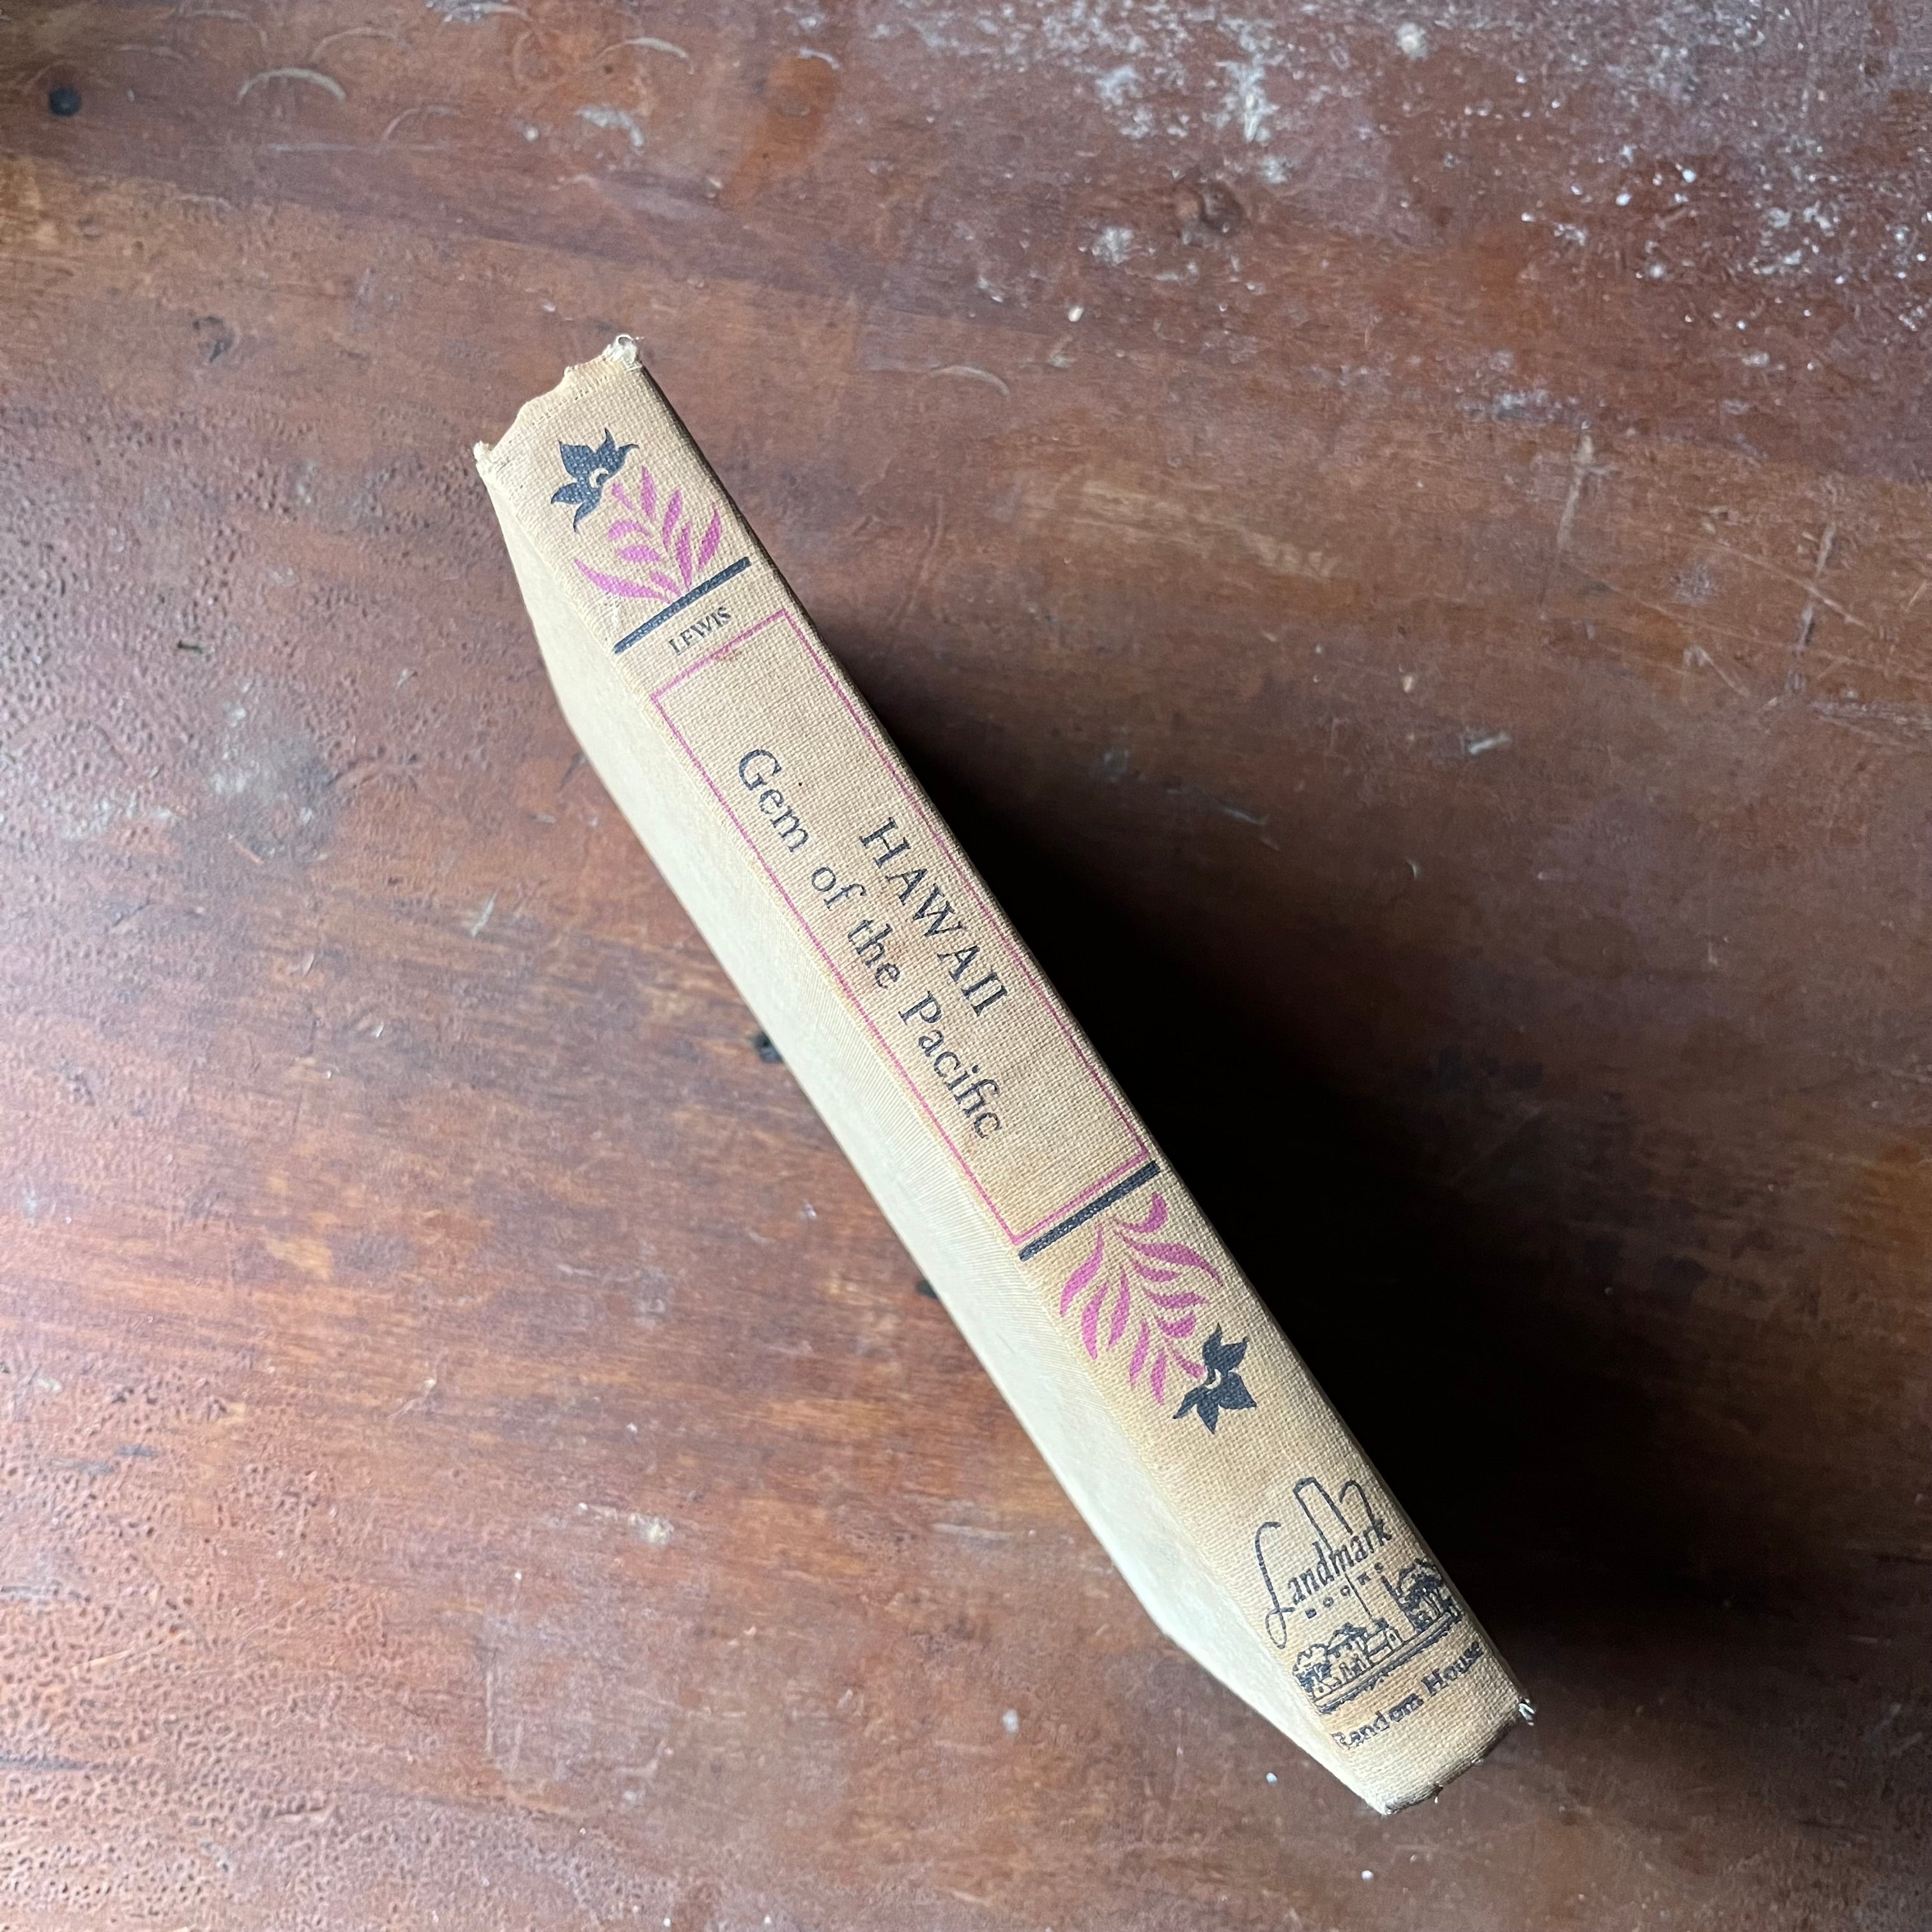 LEWIS
HAWAII
Gem of the Pacific
Landmark
BOOKS
Random House